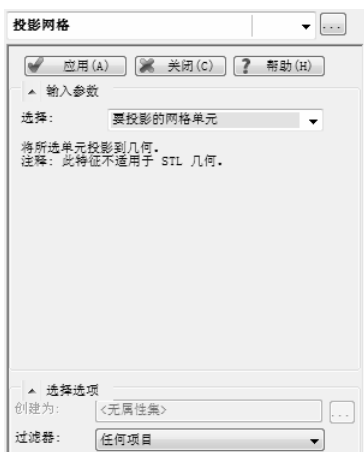 投影网格
应用(A) 关闭(C) ? 帮助(H)
输入参数
选择: 要投影的网格单元
将所选单元投影到几何。
注释: 此特征不适用于 STL 几何。
选择选项
创建为: <无属性集>
过滤器: 任何项目